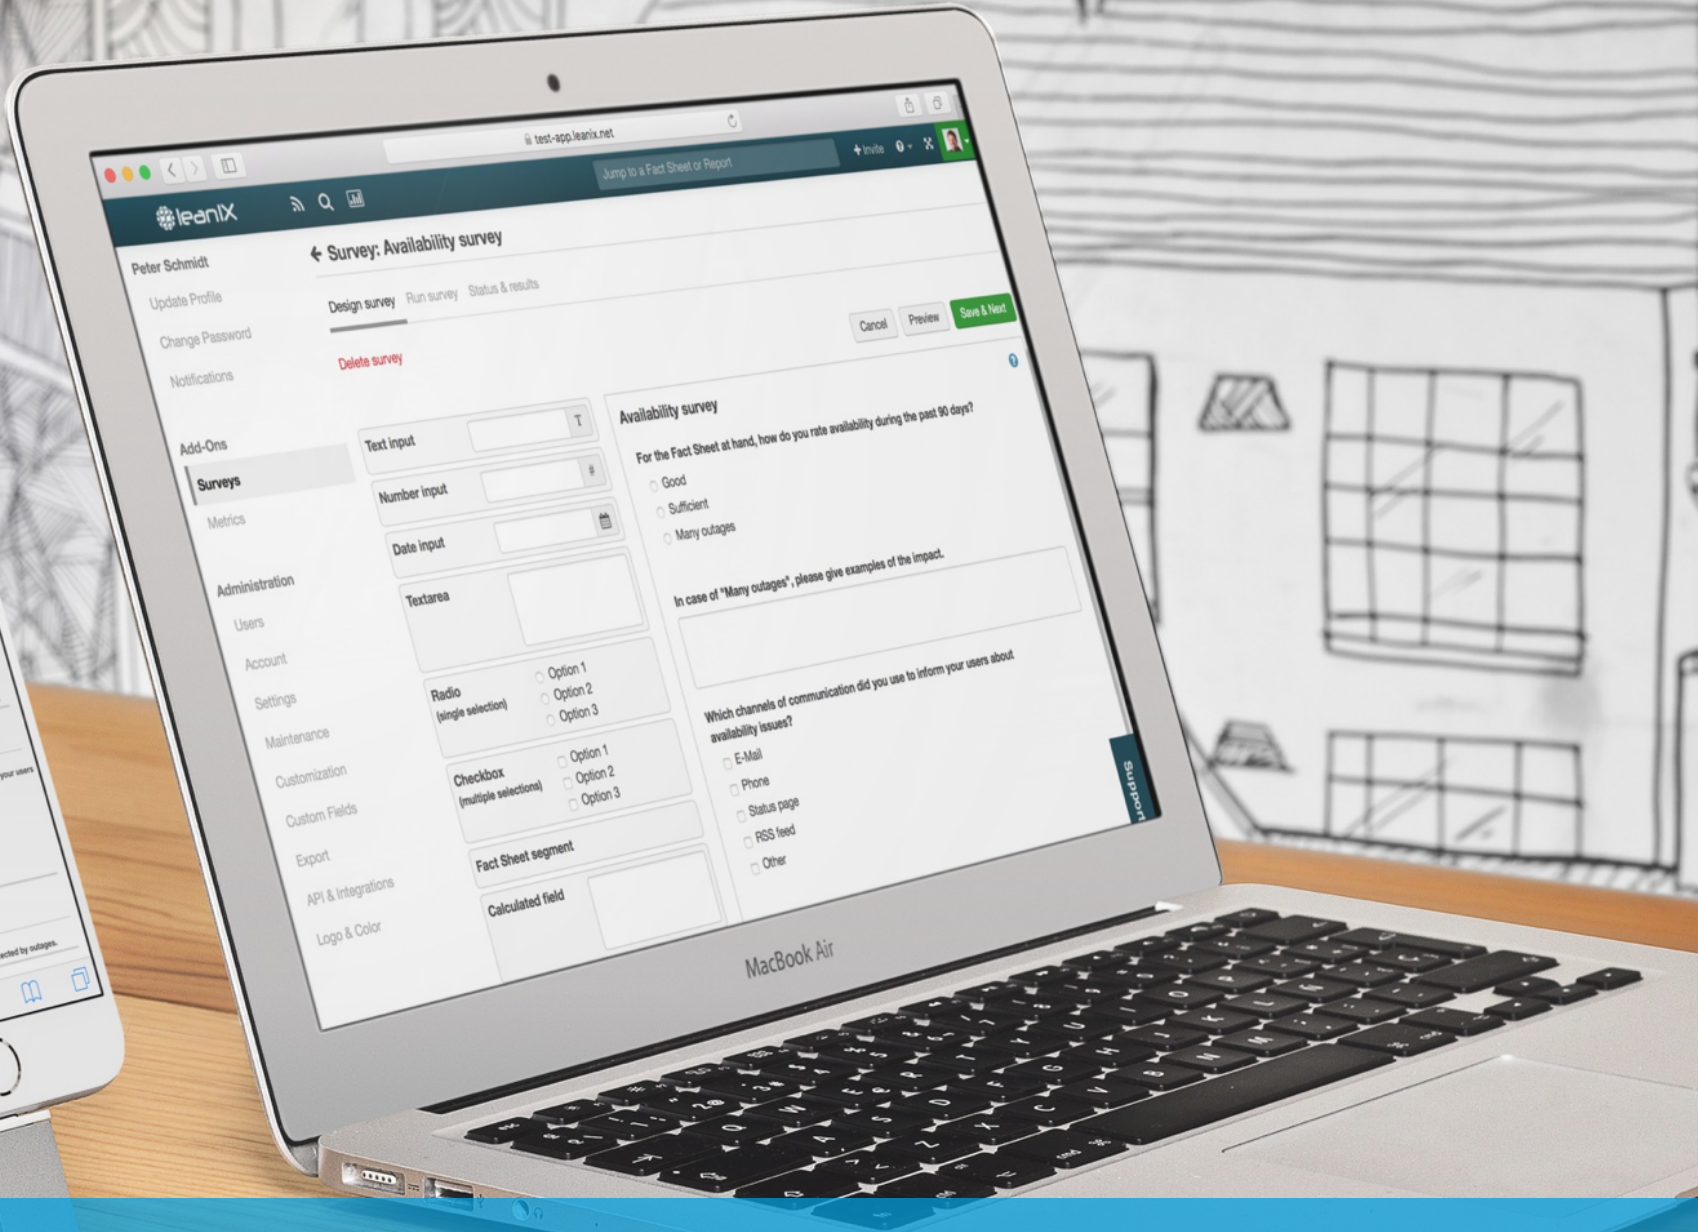 test-app.leanix.net
leanIX
Jump to a Fact Sheet or Report
Invite
Peter Schmidt
Update Profile
Change Password
Notifications
Add-Ons
Surveys
Metrics
Administration
Users
Account
Settings
Maintenance
Customization
Custom Fields
Export
API & Integrations
Logo & Color
Survey: Availability survey
Design survey Run survey Status & results
Delete survey
Cancel Preview Save & Next
Text input T
Number input #
Date input
Textarea
Radio
(single selection)
Option 1
Option 2
Option 3
Checkbox
(multiple selections)
Option 1
Option 2
Option 3
Fact Sheet segment
Calculated field
Availability survey
For the Fact Sheet at hand, how do you rate availability during the past 90 days?
Good
Sufficient
Many outages
In case of "Many outages", please give examples of the impact.
Which channels of communication did you use to inform your users about
availability issues?
E-Mail
Phone
Status page
RSS feed
Other
Support
MacBook Air
your users
by outages.